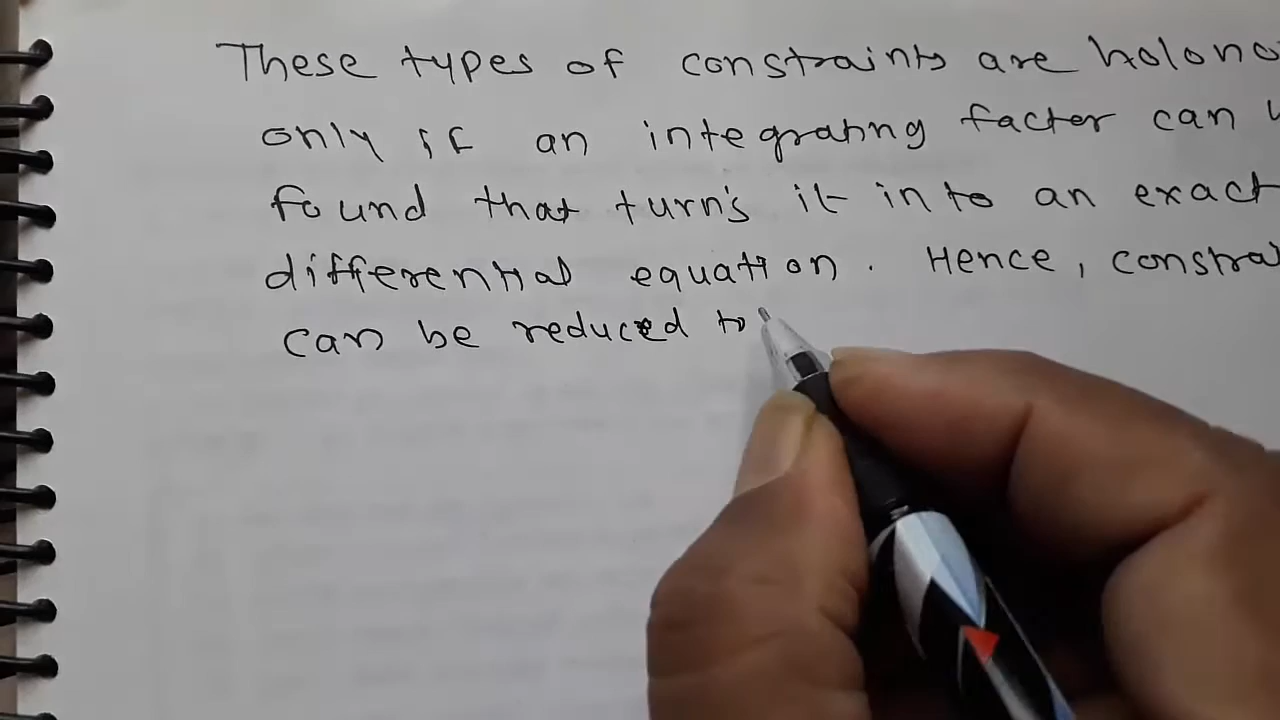 These types of constraints are holono
only if an integrating factor can
found that turn's it into an exact
differential equation. Hence, constrai
can be reduced to